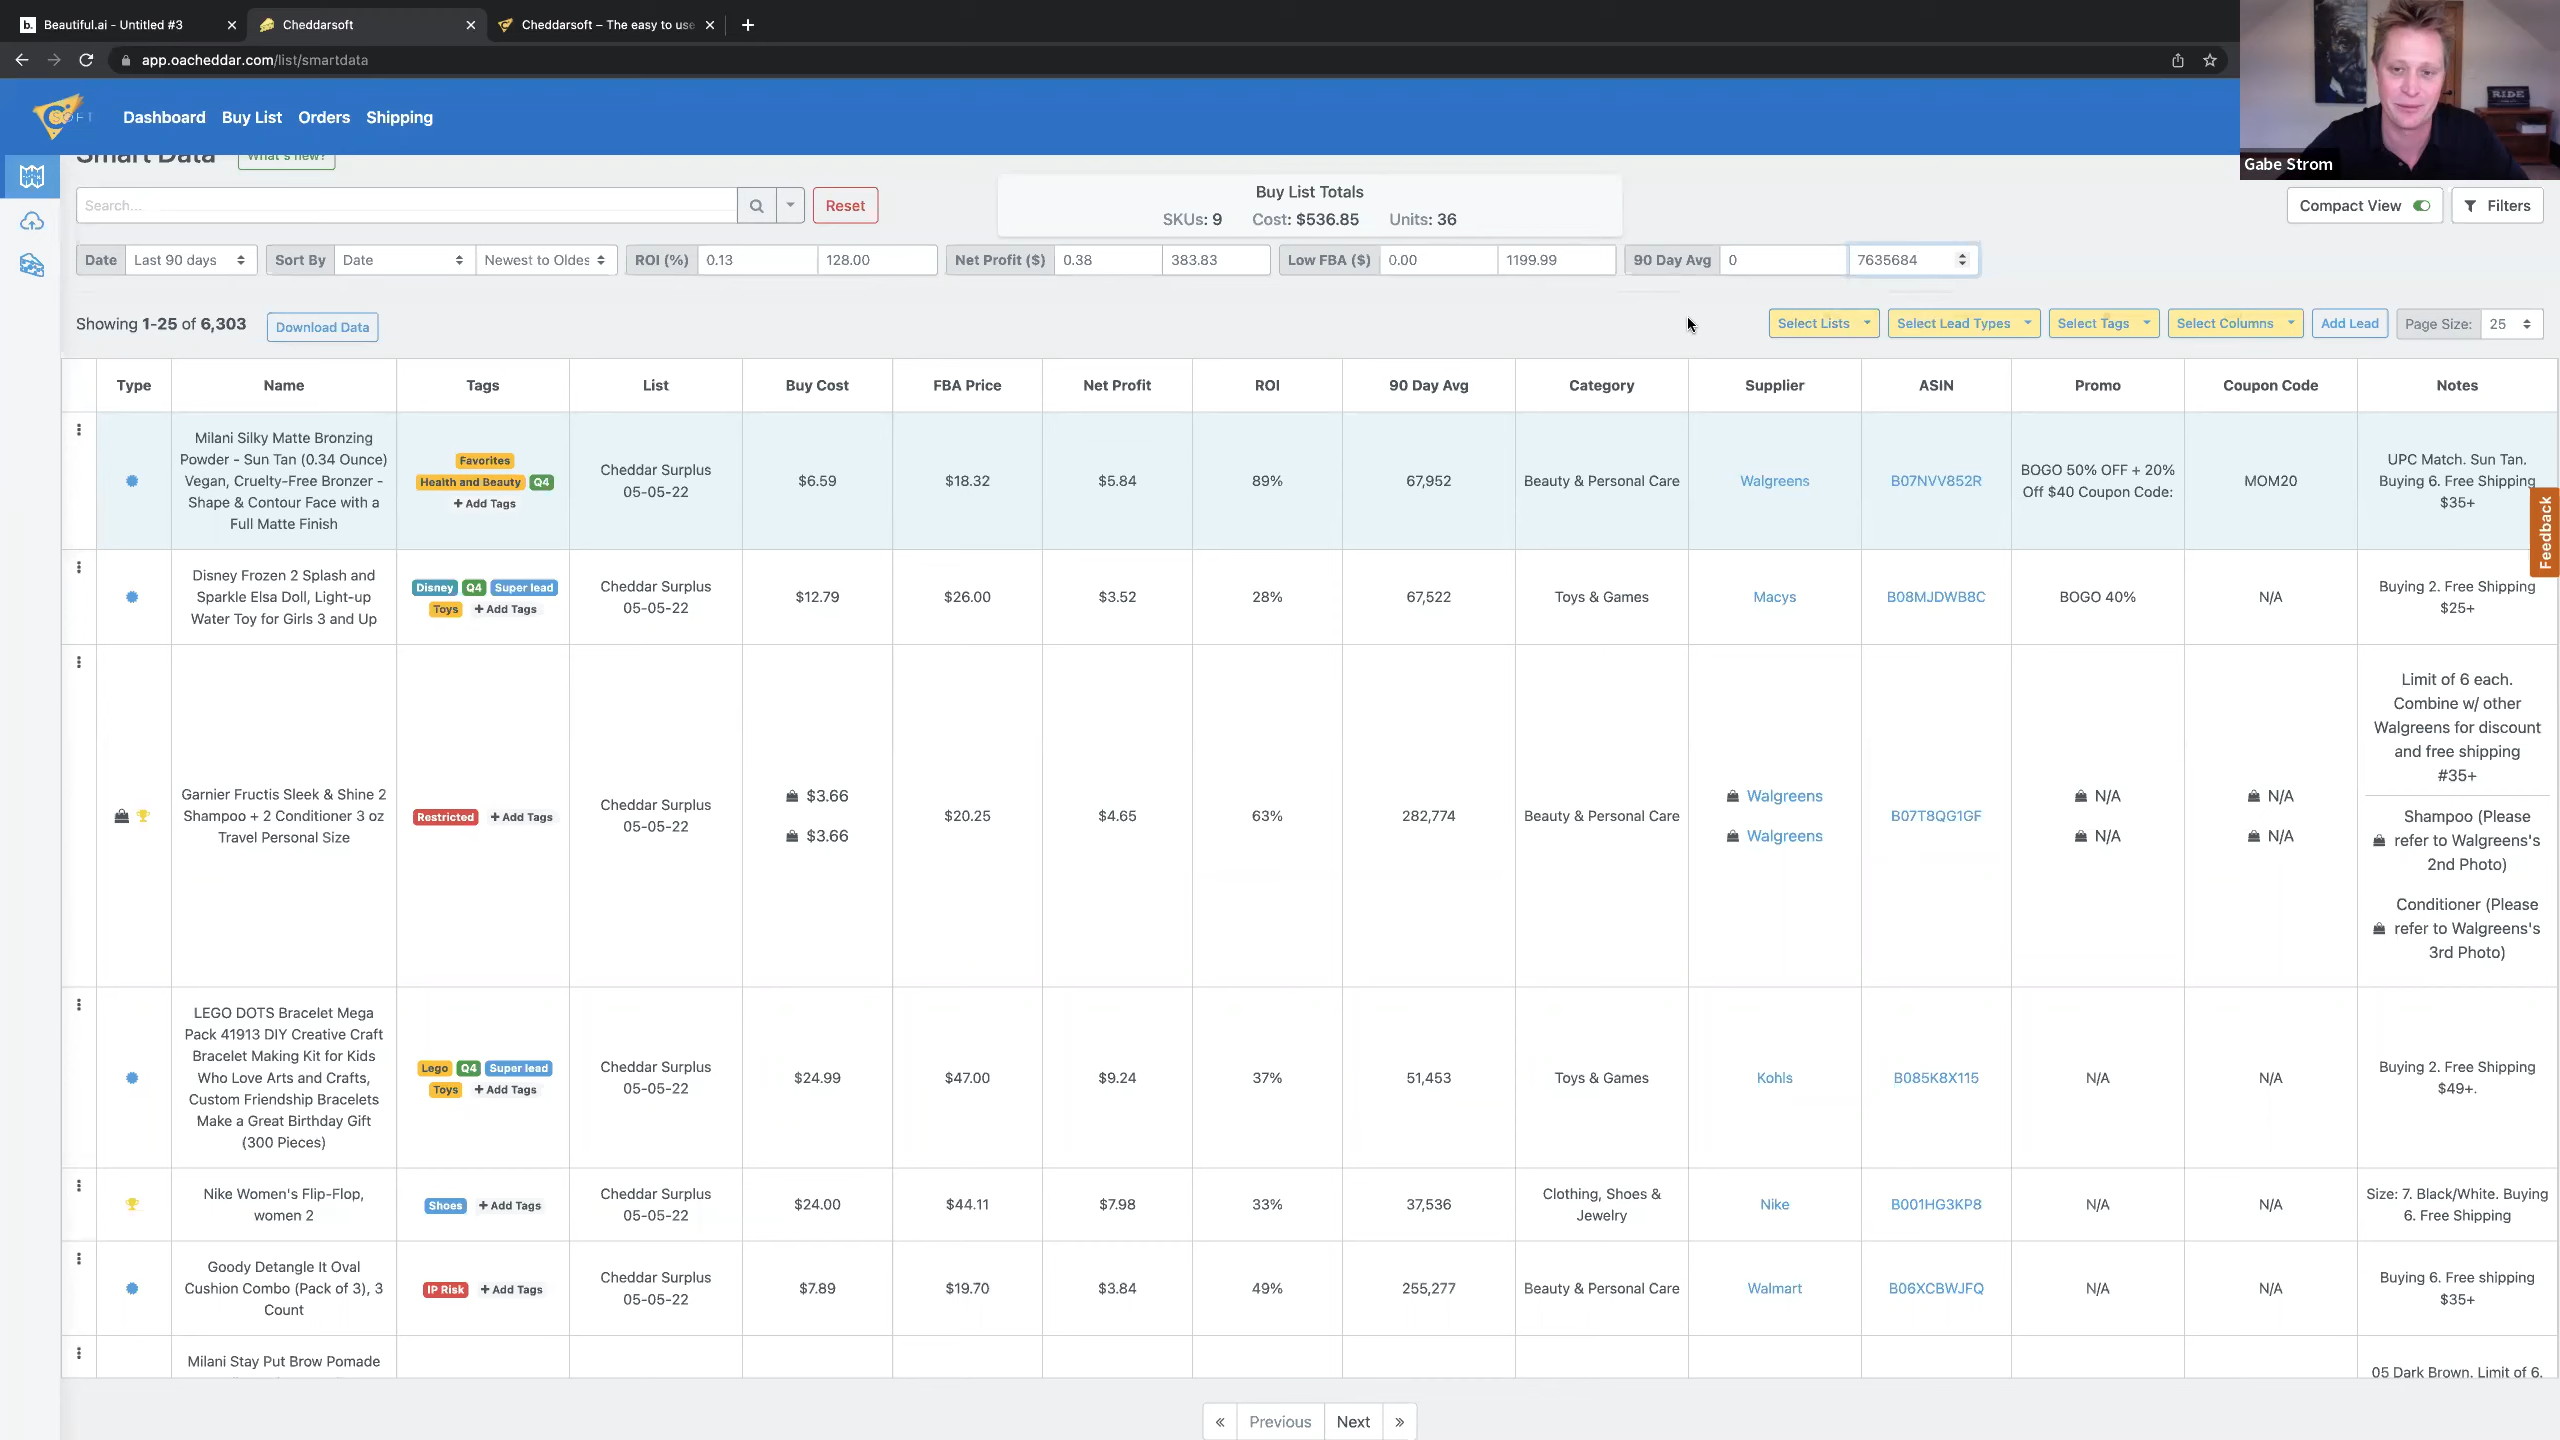 Beautiful.ai - Untitled #3
Cheddarsoft
Cheddarsoft – The easy to use
app.oacheddar.com/list/smartdata
Dashboard Buy List Orders Shipping
Gabe Strom
RIDE
Smart Data What's new?
Search...
Reset
Buy List Totals
SKUs: 9 Cost: $536.85 Units: 36
Compact View Filters
Date Last 90 days Sort By Date Newest to Oldes ROI (%) 0.13 128.00 Net Profit ($) 0.38 383.83 Low FBA ($) 0.00 1199.99 90 Day Avg 0 7635684
Showing 1-25 of 6,303 Download Data
Select Lists Select Lead Types Select Tags Select Columns Add Lead Page Size: 25
Type Name Tags List Buy Cost FBA Price Net Profit ROI 90 Day Avg Category Supplier ASIN Promo Coupon Code Notes
Milani Silky Matte Bronzing
Powder - Sun Tan (0.34 Ounce)
Vegan, Cruelty-Free Bronzer -
Shape & Contour Face with a
Full Matte Finish
Favorites
Health and Beauty Q4
+ Add Tags
Cheddar Surplus
05-05-22
$6.59
$18.32
$5.84
89%
67,952
Beauty & Personal Care
Walgreens
B07NVV852R
BOGO 50% OFF + 20%
Off $40 Coupon Code:
MOM20
UPC Match. Sun Tan.
Buying 6. Free Shipping
$35+
Feedback
Disney Frozen 2 Splash and
Sparkle Elsa Doll, Light-up
Water Toy for Girls 3 and Up
Disney Q4 Super lead
Toys + Add Tags
Cheddar Surplus
05-05-22
$12.79
$26.00
$3.52
28%
67,522
Toys & Games
Macys
B08MJDWB8C
BOGO 40%
N/A
Buying 2. Free Shipping
$25+
Garnier Fructis Sleek & Shine 2
Shampoo + 2 Conditioner 3 oz
Travel Personal Size
Restricted + Add Tags
Cheddar Surplus
05-05-22
$3.66
$3.66
$20.25
$4.65
63%
282,774
Beauty & Personal Care
Walgreens
Walgreens
B07T8QG1GF
N/A
N/A
N/A
N/A
Limit of 6 each.
Combine w/ other
Walgreens for discount
and free shipping
#35+
Shampoo (Please
refer to Walgreens's
2nd Photo)
Conditioner (Please
refer to Walgreens's
3rd Photo)
LEGO DOTS Bracelet Mega
Pack 41913 DIY Creative Craft
Bracelet Making Kit for Kids
Who Love Arts and Crafts,
Custom Friendship Bracelets
Make a Great Birthday Gift
(300 Pieces)
Lego Q4 Super lead
Toys + Add Tags
Cheddar Surplus
05-05-22
$24.99
$47.00
$9.24
37%
51,453
Toys & Games
Kohls
B085K8X115
N/A
N/A
Buying 2. Free Shipping
$49+.
Nike Women's Flip-Flop,
women 2
Shoes + Add Tags
Cheddar Surplus
05-05-22
$24.00
$44.11
$7.98
33%
37,536
Clothing, Shoes &
Jewelry
Nike
B001HG3KP8
N/A
N/A
Size: 7. Black/White. Buying
6. Free Shipping
Goody Detangle It Oval
Cushion Combo (Pack of 3), 3
Count
IP Risk + Add Tags
Cheddar Surplus
05-05-22
$7.89
$19.70
$3.84
49%
255,277
Beauty & Personal Care
Walmart
B06XCBWJFQ
N/A
N/A
Buying 6. Free shipping
$35+
Milani Stay Put Brow Pomade
05 Dark Brown. Limit of 6.
« Previous Next »